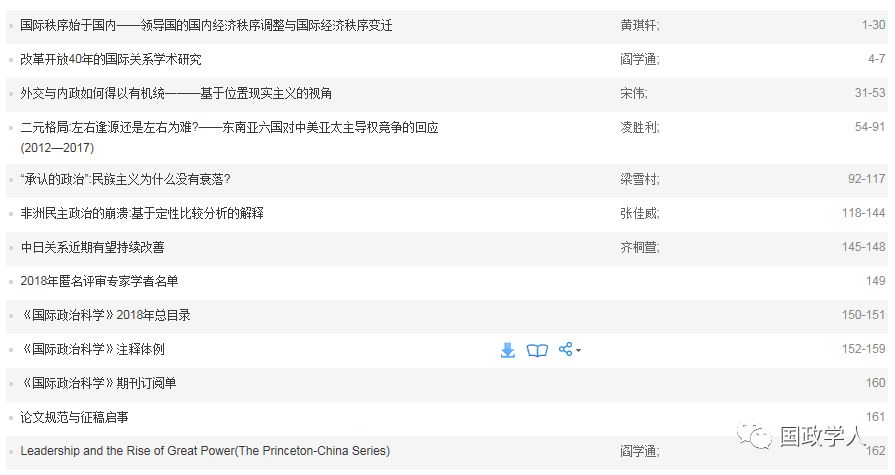 国际秩序始于国内——领导国的国内经济秩序调整与国际经济秩序变迁 黄琪轩; 1-30
改革开放40年的国际关系学术研究 阎学通; 4-7
外交与内政如何得以有机统一———基于位置现实主义的视角 宋伟; 31-53
二元格局:左右逢源还是左右为难?——东南亚六国对中美亚太主导权竞争的回应 凌胜利; 54-91
(2012—2017)
“承认的政治”:民族主义为什么没有衰落? 梁雪村; 92-117
非洲民主政治的崩溃:基于定性比较分析的解释 张佳威; 118-144
中日关系近期有望持续改善 齐桐萱; 145-148
2018年匿名评审专家学者名单 149
《国际政治科学》2018年总目录 150-151
《国际政治科学》注释体例 152-159
《国际政治科学》期刊订阅单 160
论文规范与征稿启事 161
Leadership and the Rise of Great Power(The Princeton-China Series) 阎学通; 162
国政学人